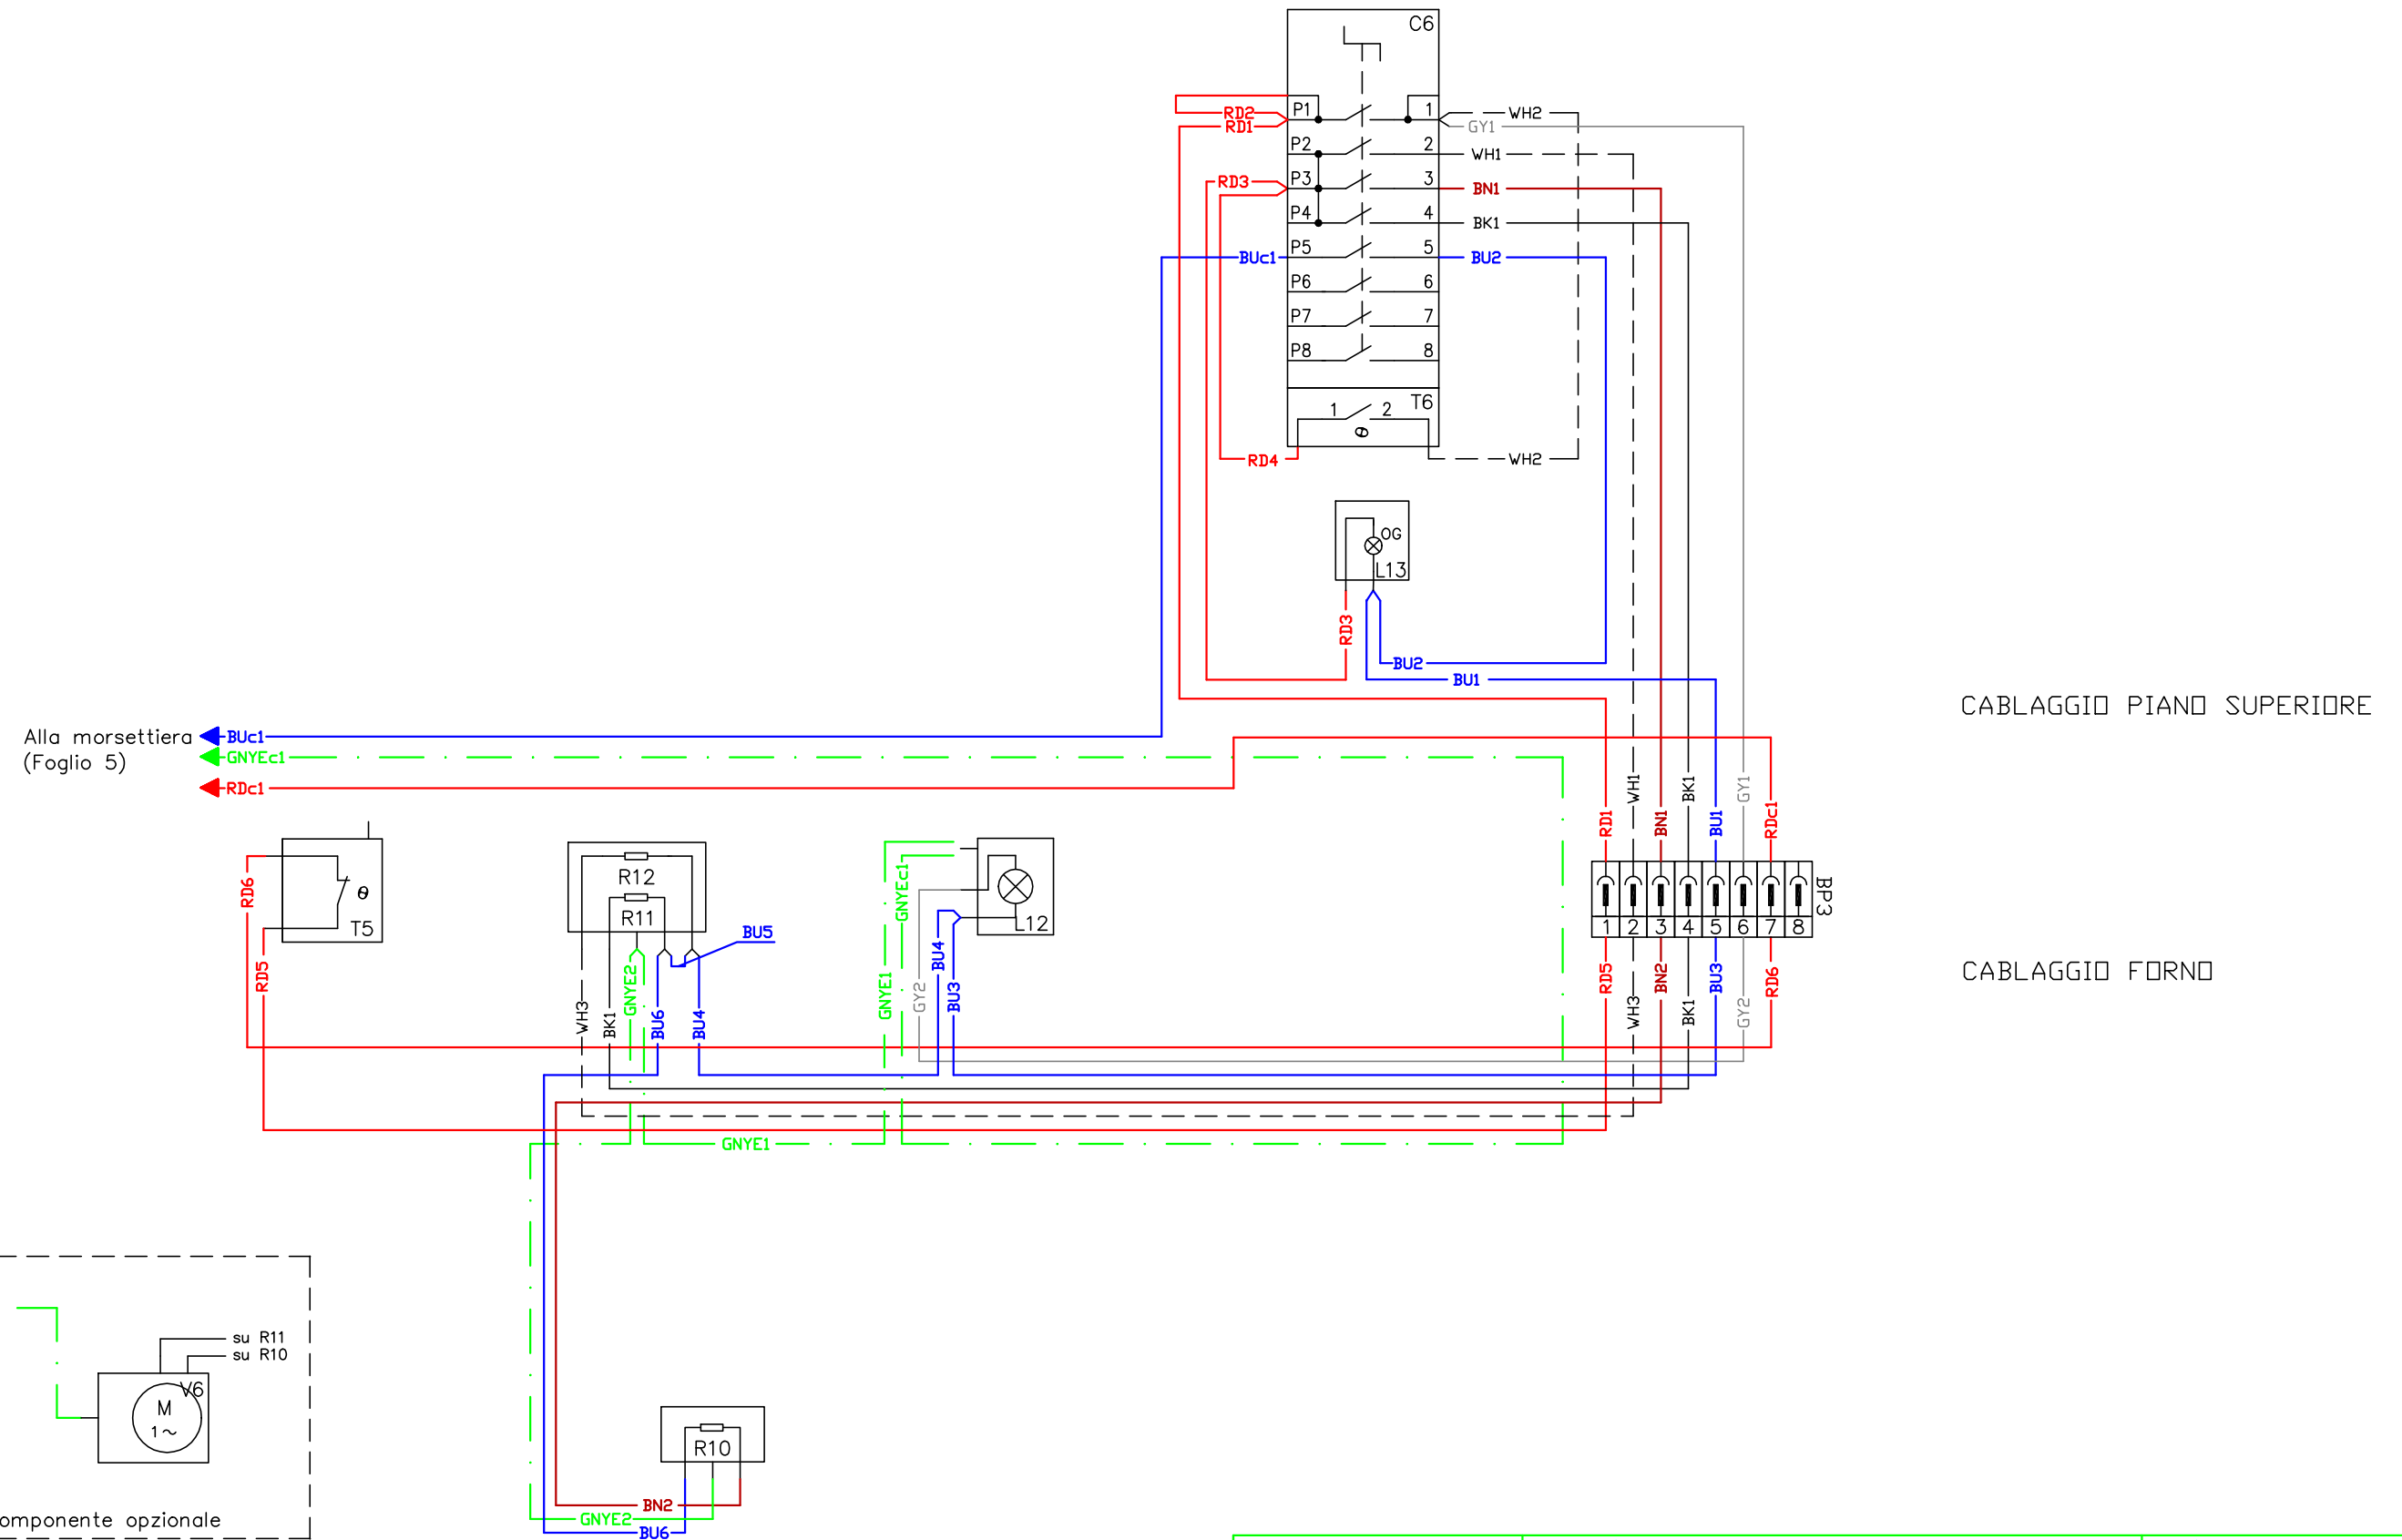 C6
P1 1
RD2
RD1
WH2
GY1
P2 2
WH1
P3 3
RD3
BN1
P4 4
BK1
P5 5
BUc1
BU2
P6 6
P7 7
P8 8
T6
1 2
θ
RD4
WH2
OG
L13
RD3
BU2
BU1
CABLAGGIO PIANO SUPERIORE
Alla morsettiera
(Foglio 5)
BUc1
GNYEc1
RDc1
RD1
WH1
BN1
BK1
BU1
GY1
RDc1
BP3
1 2 3 4 5 6 7 8
RD6
θ
T5
RD5
R12
R11
BU5
GNYE2
WH3
BK1
BU6
BU4
GNYEc1
L12
BU4
GNYE1
GY2
BU3
CABLAGGIO FORNO
RD5
WH3
BN2
BK1
BU3
GY2
RD6
GNYE1
su R11
su R10
V6
M
1~
R10
BN2
GNYE2
BU6
omponente opzionale